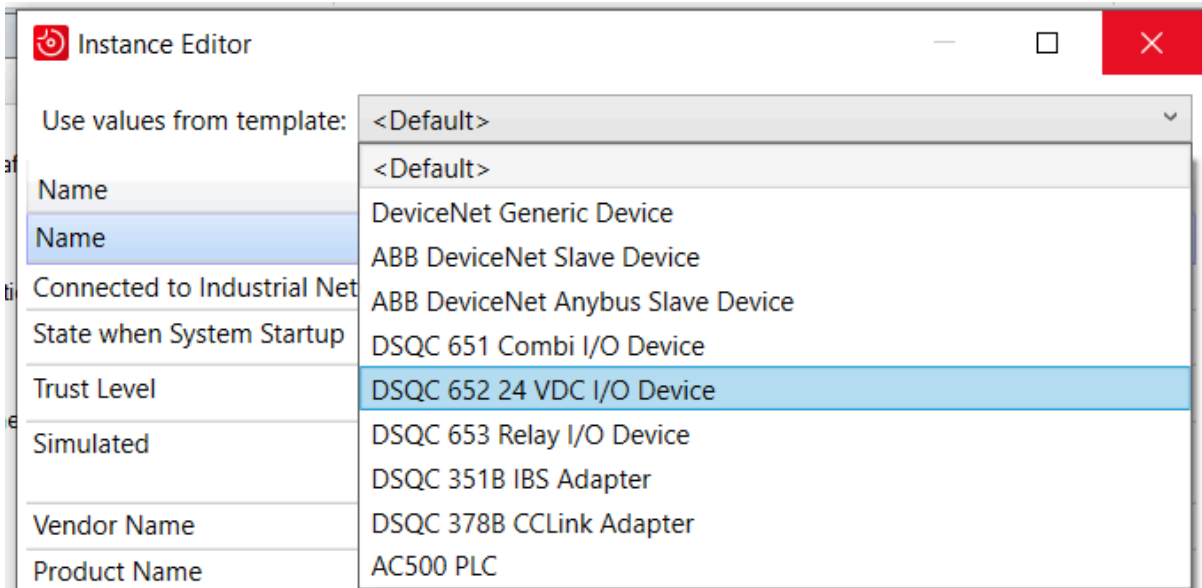 Instance Editor
Use values from template: <Default>
<Default>
Name
DeviceNet Generic Device
Name
ABB DeviceNet Slave Device
Connected to Industrial Net
ABB DeviceNet Anybus Slave Device
State when System Startup
DSQC 651 Combi I/O Device
Trust Level
DSQC 652 24 VDC I/O Device
Simulated
DSQC 653 Relay I/O Device
DSQC 351B IBS Adapter
Vendor Name
DSQC 378B CCLink Adapter
Product Name
AC500 PLC